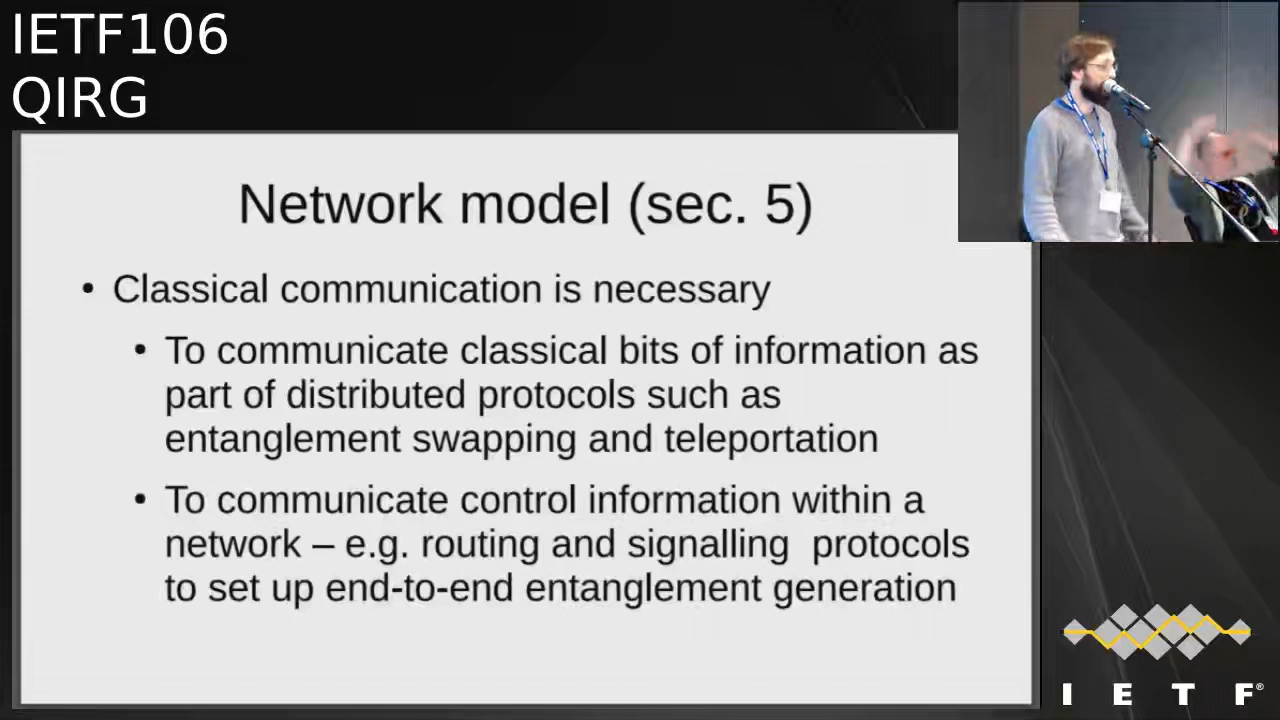 IETF106
QIRG
Network model (sec. 5)
• Classical communication is necessary
• To communicate classical bits of information as
part of distributed protocols such as
entanglement swapping and teleportation
• To communicate control information within a
network – e.g. routing and signalling protocols
to set up end-to-end entanglement generation
I E T F®